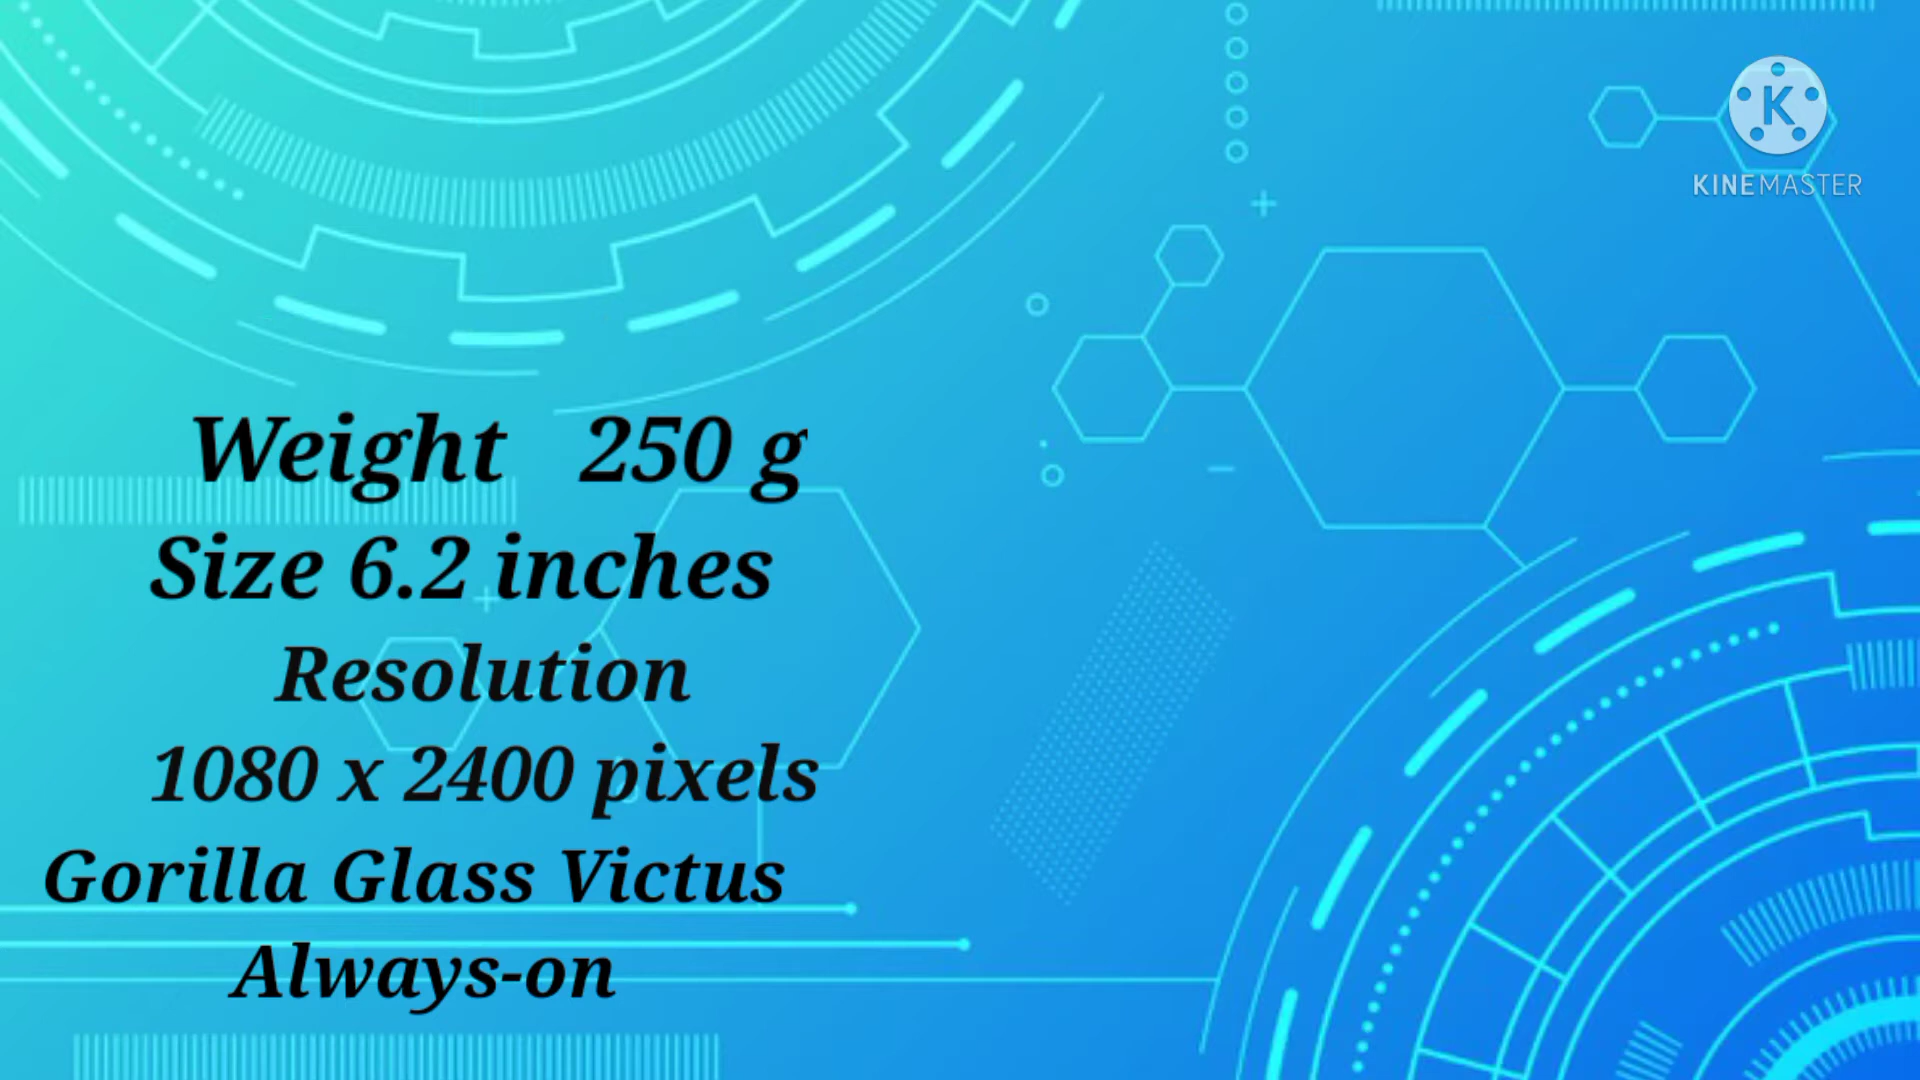 K
KINEMASTER
Weight 250 g
Size 6.2 inches
Resolution
1080 x 2400 pixels
Gorilla Glass Victus
Always-on